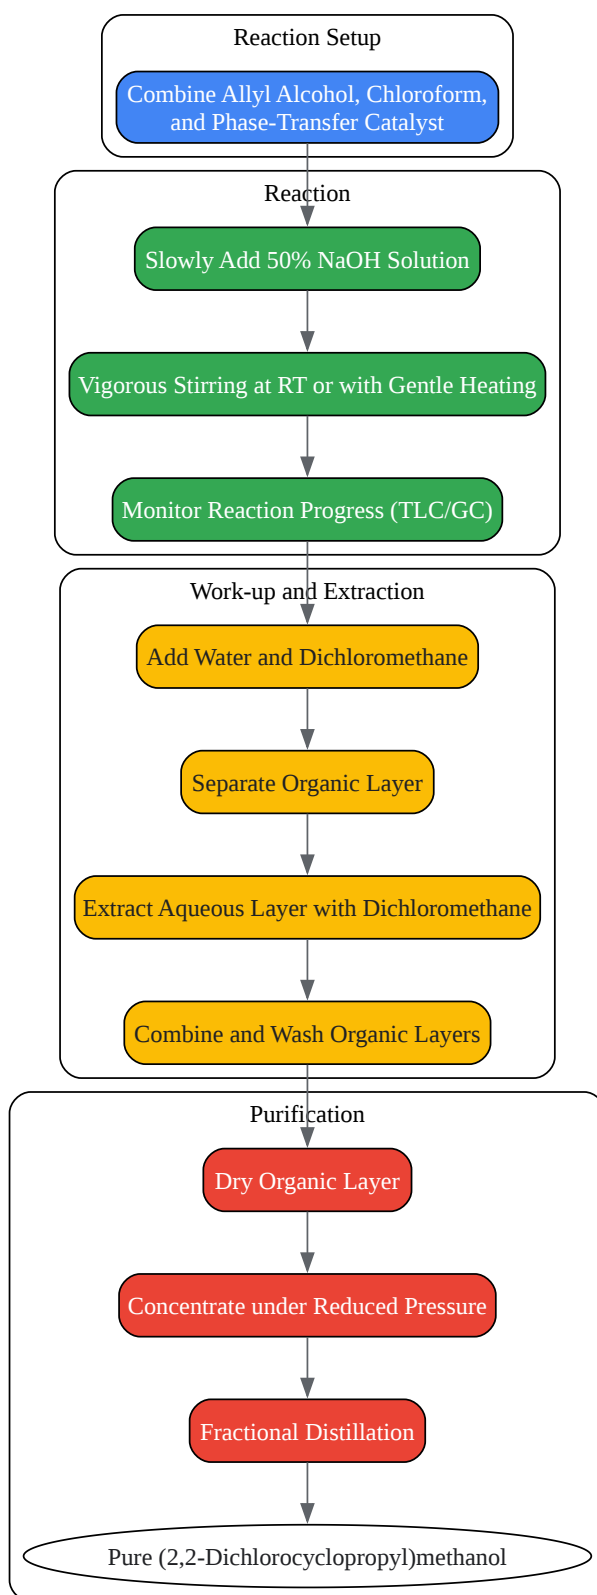 Reaction Setup
Combine Allyl Alcohol, Chloroform,
and Phase-Transfer Catalyst
Reaction
Slowly Add 50% NaOH Solution
Vigorous Stirring at RT or with Gentle Heating
Monitor Reaction Progress (TLC/GC)
Work-up and Extraction
Add Water and Dichloromethane
Separate Organic Layer
Extract Aqueous Layer with Dichloromethane
Combine and Wash Organic Layers
Purification
Dry Organic Layer
Concentrate under Reduced Pressure
Fractional Distillation
Pure (2,2-Dichlorocyclopropyl)methanol